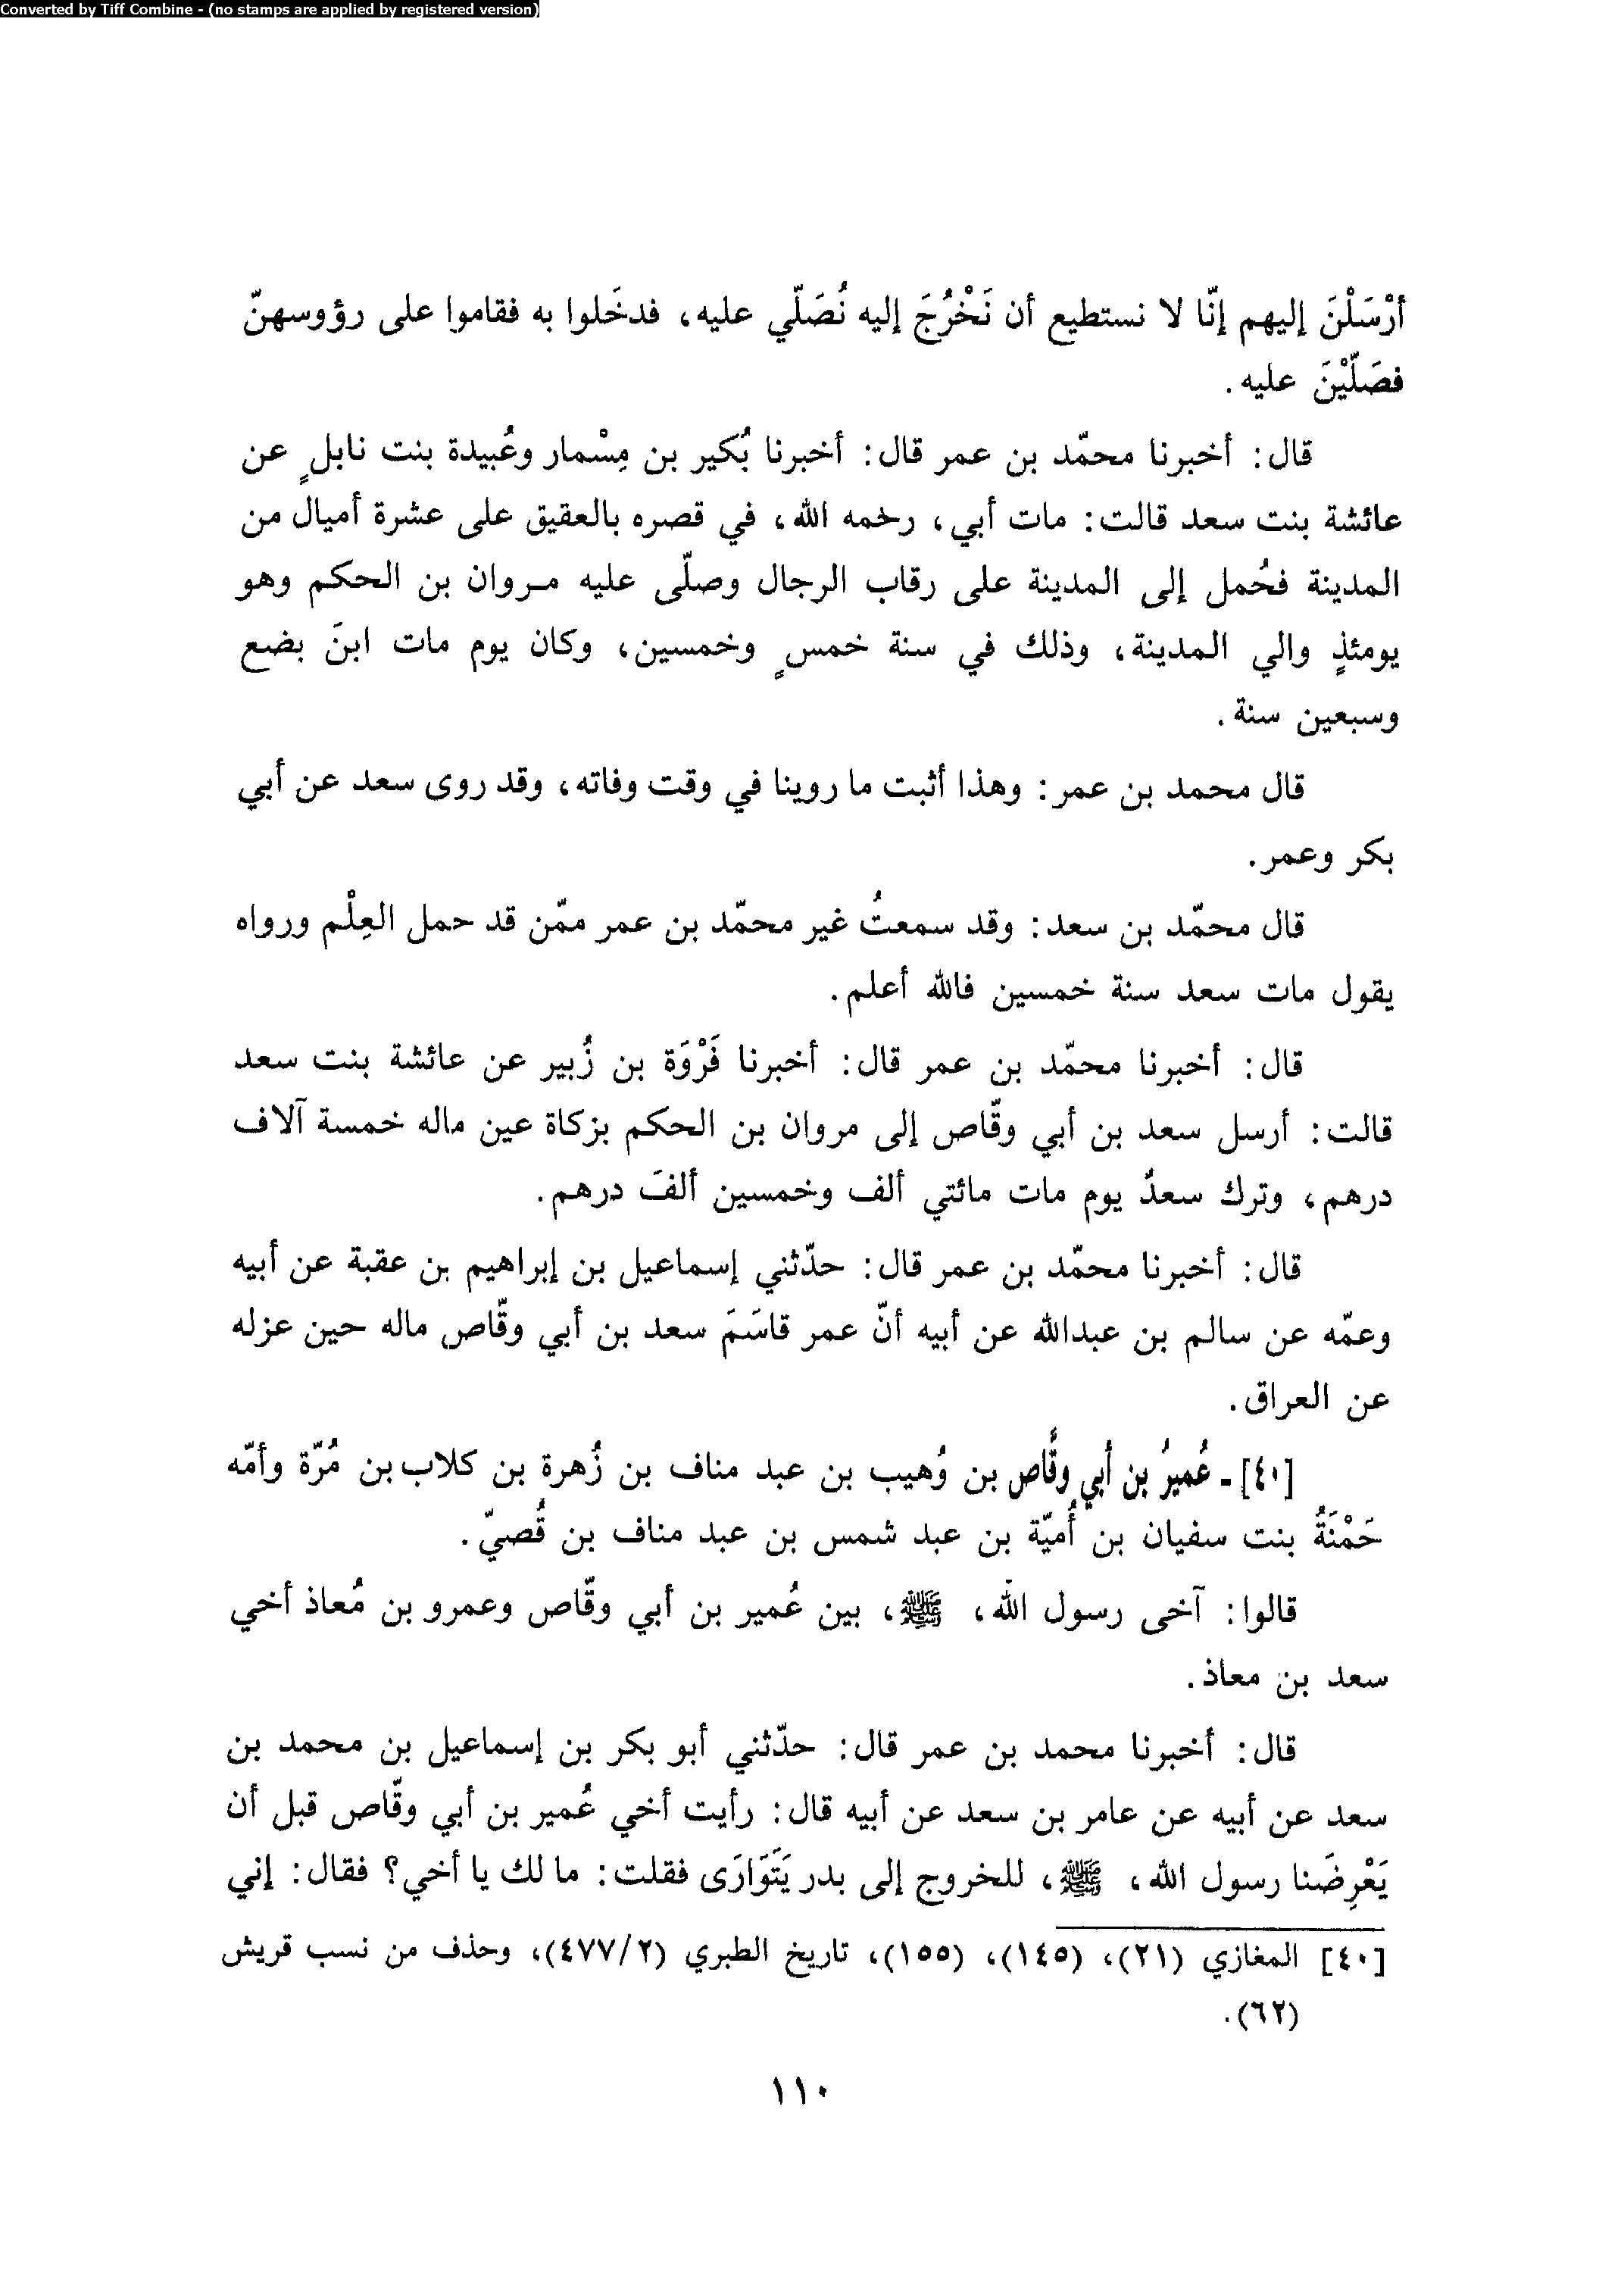 Converted by Tiff Combine - (no stamps are applied by registered version)
أرْسَلْنَ إليهم إنّا لا نستطيع أن نَخْرُجَ إليه نُصَلّي عليه، فدخَلوا به فقاموا على رؤوسهنّ
فصَلّيْنَ عليه.
قال: أخبرنا محمّد بن عمر قال: أخبرنا بُكير بن مِسْمار وعُبيدة بنت نابلٍ عن
عائشة بنت سعد قالت: مات أبي، رحمه الله، في قصره بالعقيق على عشرة أميال من
المدينة فحُمل إلى المدينة على رقاب الرجال وصلّى عليه مروان بن الحكم وهو
يومئذٍ والي المدينة، وذلك في سنة خمسٍ وخمسين، وكان يوم مات ابنَ بضع
وسبعين سنة.
قال محمد بن عمر: وهذا أثبت ما روينا في وقت وفاته، وقد روى سعد عن أبي
بكر وعمر.
قال محمّد بن سعد: وقد سمعتُ غير محمّد بن عمر ممّن قد حمل العِلْم ورواه
يقول مات سعد سنة خمسين فالله أعلم.
قال: أخبرنا محمّد بن عمر قال: أخبرنا فَرْوَة بن زُبير عن عائشة بنت سعد
قالت: أرسل سعد بن أبي وقّاص إلى مروان بن الحكم بزكاة عين ماله خمسة آلاف
درهم، وترك سعدٌ يوم مات مائتي ألف وخمسين ألفَ درهم.
قال: أخبرنا محمّد بن عمر قال: حدّثني إسماعيل بن إبراهيم بن عقبة عن أبيه
وعمّه عن سالم بن عبدالله عن أبيه أنّ عمر قاسَمَ سعد بن أبي وقّاص ماله حين عزله
عن العراق.
[٤٠] - عُميرُ بن أبي وقّاص بن وُهيب بن عبد مناف بن زُهرة بن كلاب بن مُرّة وأمّه
حَمْنَةُ بنت سفيان بن أُميّة بن عبد شمس بن عبد مناف بن قُصيّ.
قالوا: آخى رسول الله، ﷺ، بين عُمير بن أبي وقّاص وعمرو بن مُعاذ أخي
سعد بن معاذ.
قال: أخبرنا محمد بن عمر قال: حدّثني أبو بكر بن إسماعيل بن محمد بن
سعد عن أبيه عن عامر بن سعد عن أبيه قال: رأيت أخي عُمير بن أبي وقّاص قبل أن
يَعْرِضَنا رسول الله، ﷺ، للخروج إلى بدر يَتَوَارَى فقلت: ما لك يا أخي؟ فقال: إني
[٤٠] المغازي (٢١)، (١٤٥)، (١٥٥)، تاريخ الطبري (٤٧٧/٢)، وحذف من نسب قريش
(٦٢).
١١٠